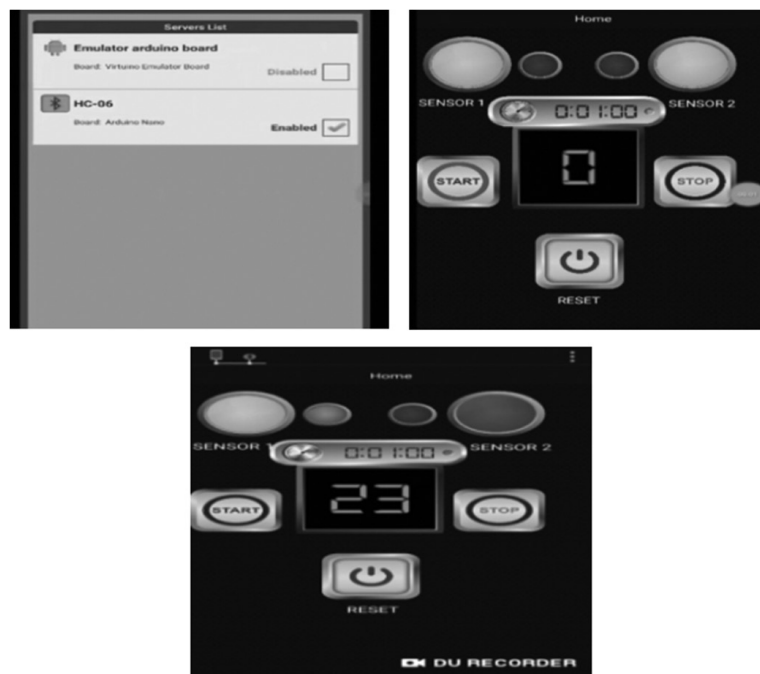 Servers List
Emulator arduino board
Board: Virtuino Emulator Board
Disabled
HC-06
Board: Arduino Nano
Enabled
Home
SENSOR 1
SENSOR 2
0:01:00
0
START
STOP
RESET
Home
SENSOR 1
SENSOR 2
0:01:00
23
START
STOP
RESET
DU RECORDER